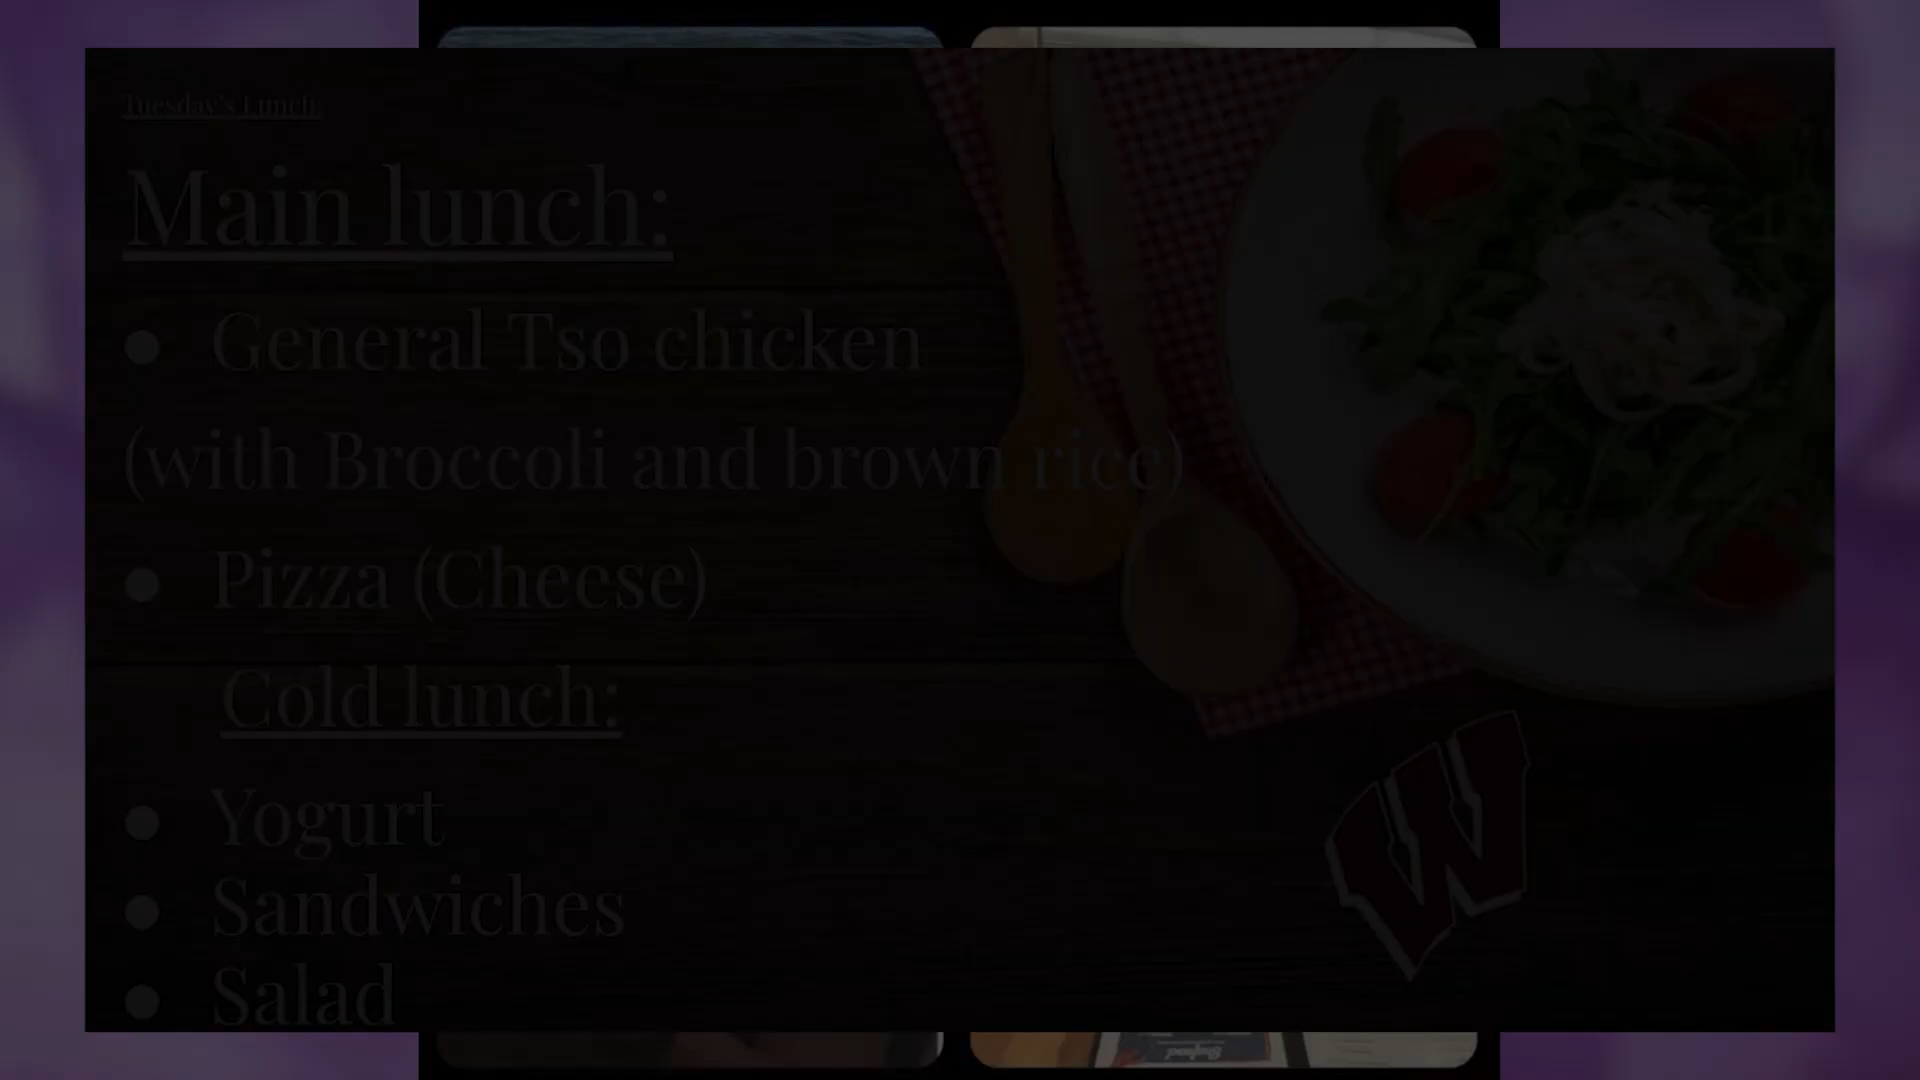 Tuesday's Lunch:
Main lunch:
● General Tso chicken
(with Broccoli and brown rice)
● Pizza (Cheese)
Cold lunch:
● Yogurt
● Sandwiches
● Salad
W